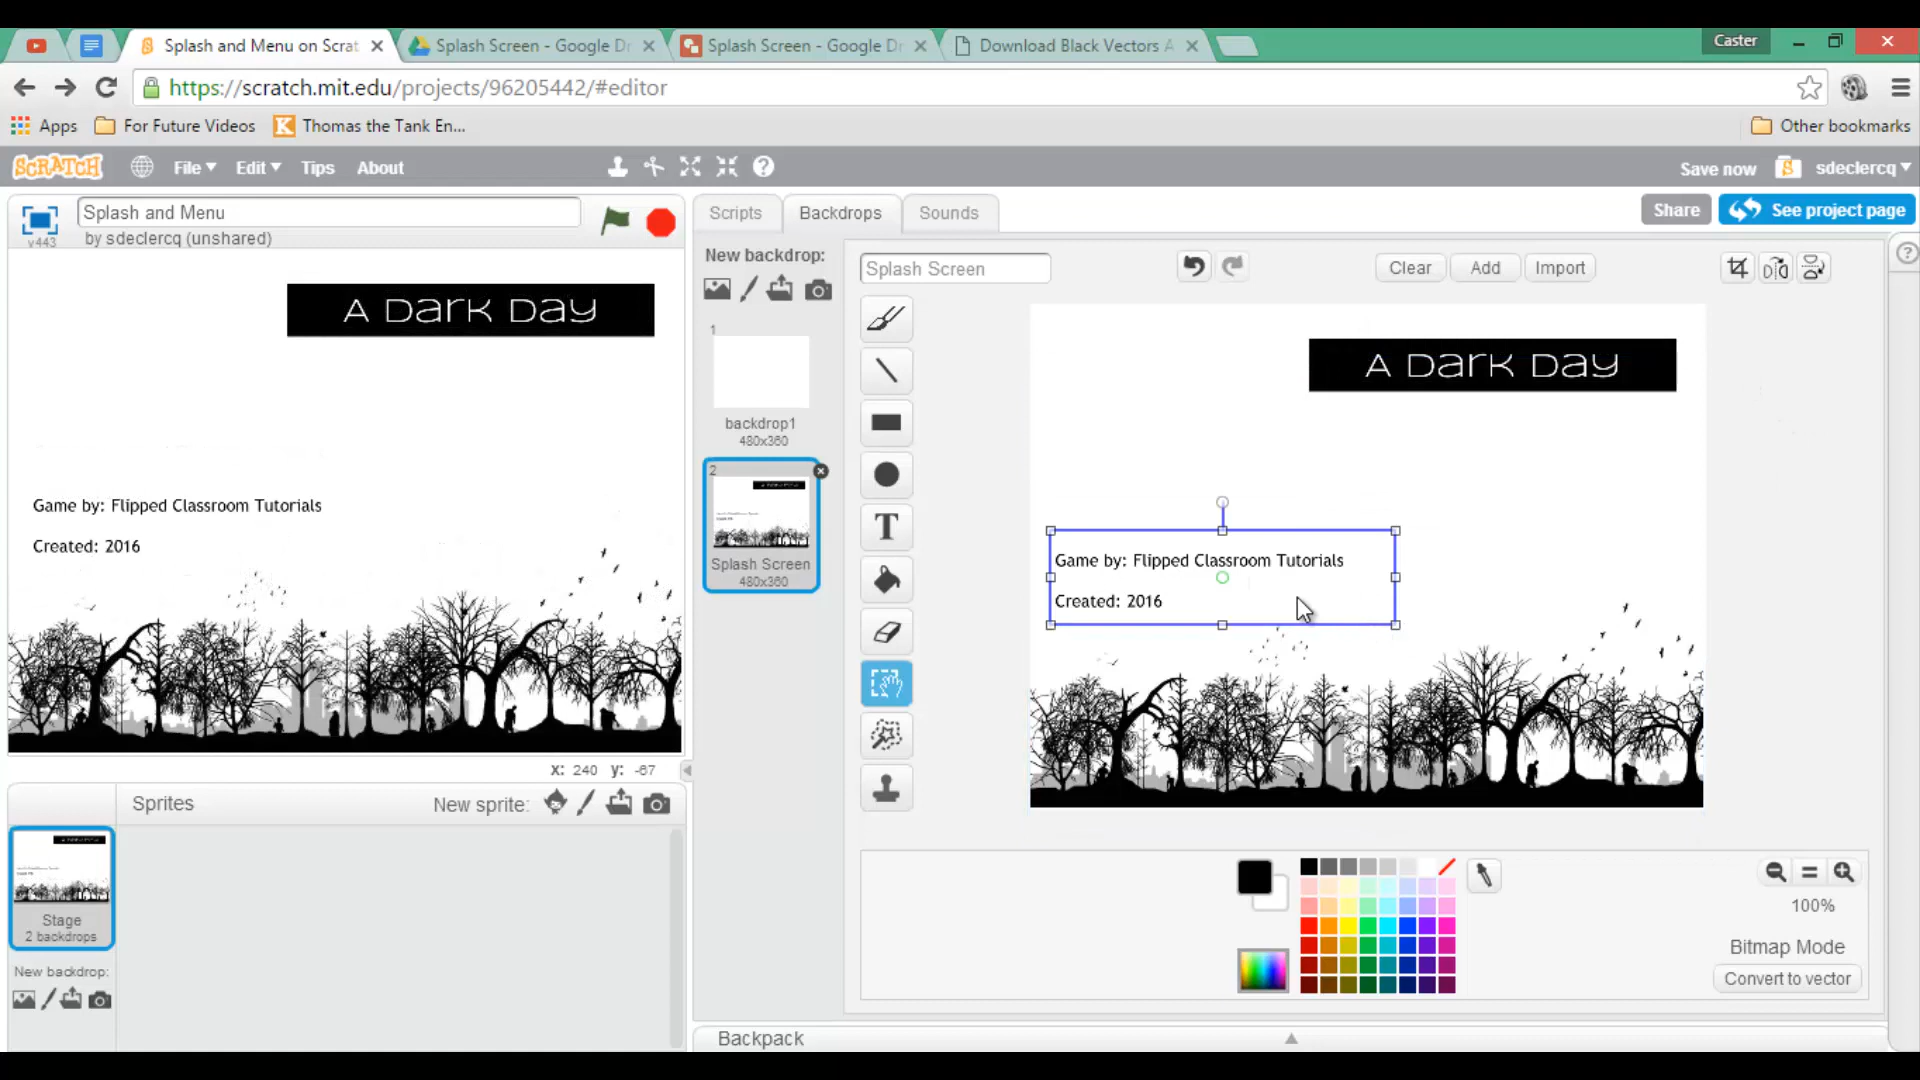 Splash and Menu on Scrat
Splash Screen - Google Dr
Splash Screen - Google Dr
Download Black Vectors A
Caster
https://scratch.mit.edu/projects/96205442/#editor
Apps
For Future Videos
Thomas the Tank En...
Other bookmarks
SCRATCH
File
Edit
Tips
About
Save now
sdeclercq
Splash and Menu
v443
by sdeclercq (unshared)
Scripts
Backdrops
Sounds
Share
See project page
New backdrop:
Splash Screen
Clear
Add
Import
A Dark Day
A Dark Day
1
backdrop1
480x360
2
Splash Screen
480x360
Game by: Flipped Classroom Tutorials
Created: 2016
Game by: Flipped Classroom Tutorials
Created: 2016
T
x: 240 y: -67
Sprites
New sprite:
Stage
2 backdrops
New backdrop:
100%
Bitmap Mode
Convert to vector
Backpack